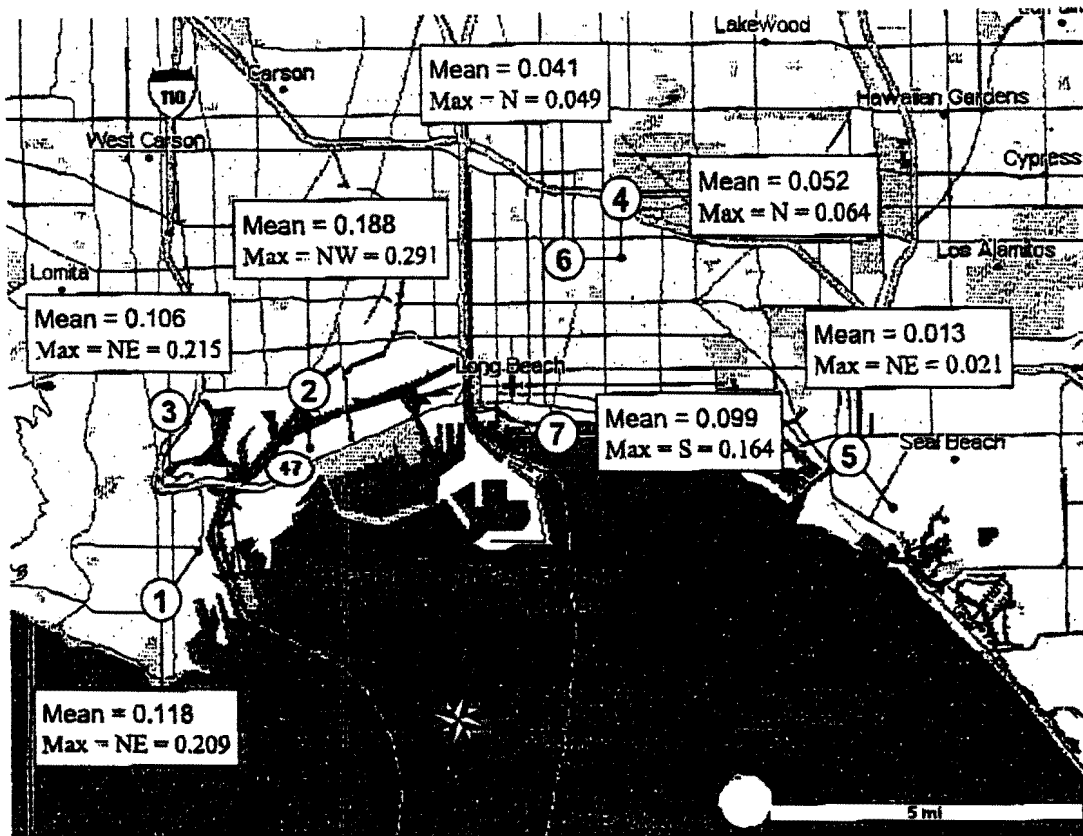 Lakewood
Carson
110
Mean = 0.041
Max = N = 0.049
Hawaiian Gardens
West Carson
Cypress
4
Mean = 0.052
Max = N = 0.064
Mean = 0.188
Max = NW = 0.291
6
Los Alamitos
Lomita
Mean = 0.106
Max = NE = 0.215
Mean = 0.013
Max = NE = 0.021
Long Beach
2
3
Mean = 0.099
Max = S = 0.164
7
5
Seal Beach
47
1
Mean = 0.118
Max = NE = 0.209
5 mi